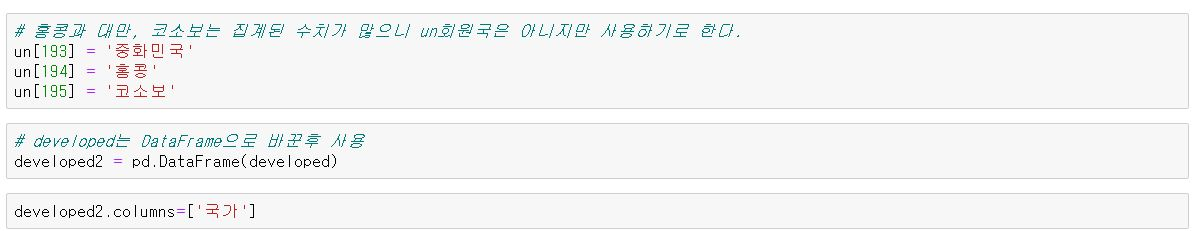 # 홍콩과 대만, 코소보는 집계된 수치가 많으니 un회원국은 아니지만 사용하기로 한다.
un[193] = '중화민국'
un[194] = '홍콩'
un[195] = '코소보'
# developed는 DataFrame으로 바꾼후 사용
developed2 = pd.DataFrame(developed)
developed2.columns=['국가']